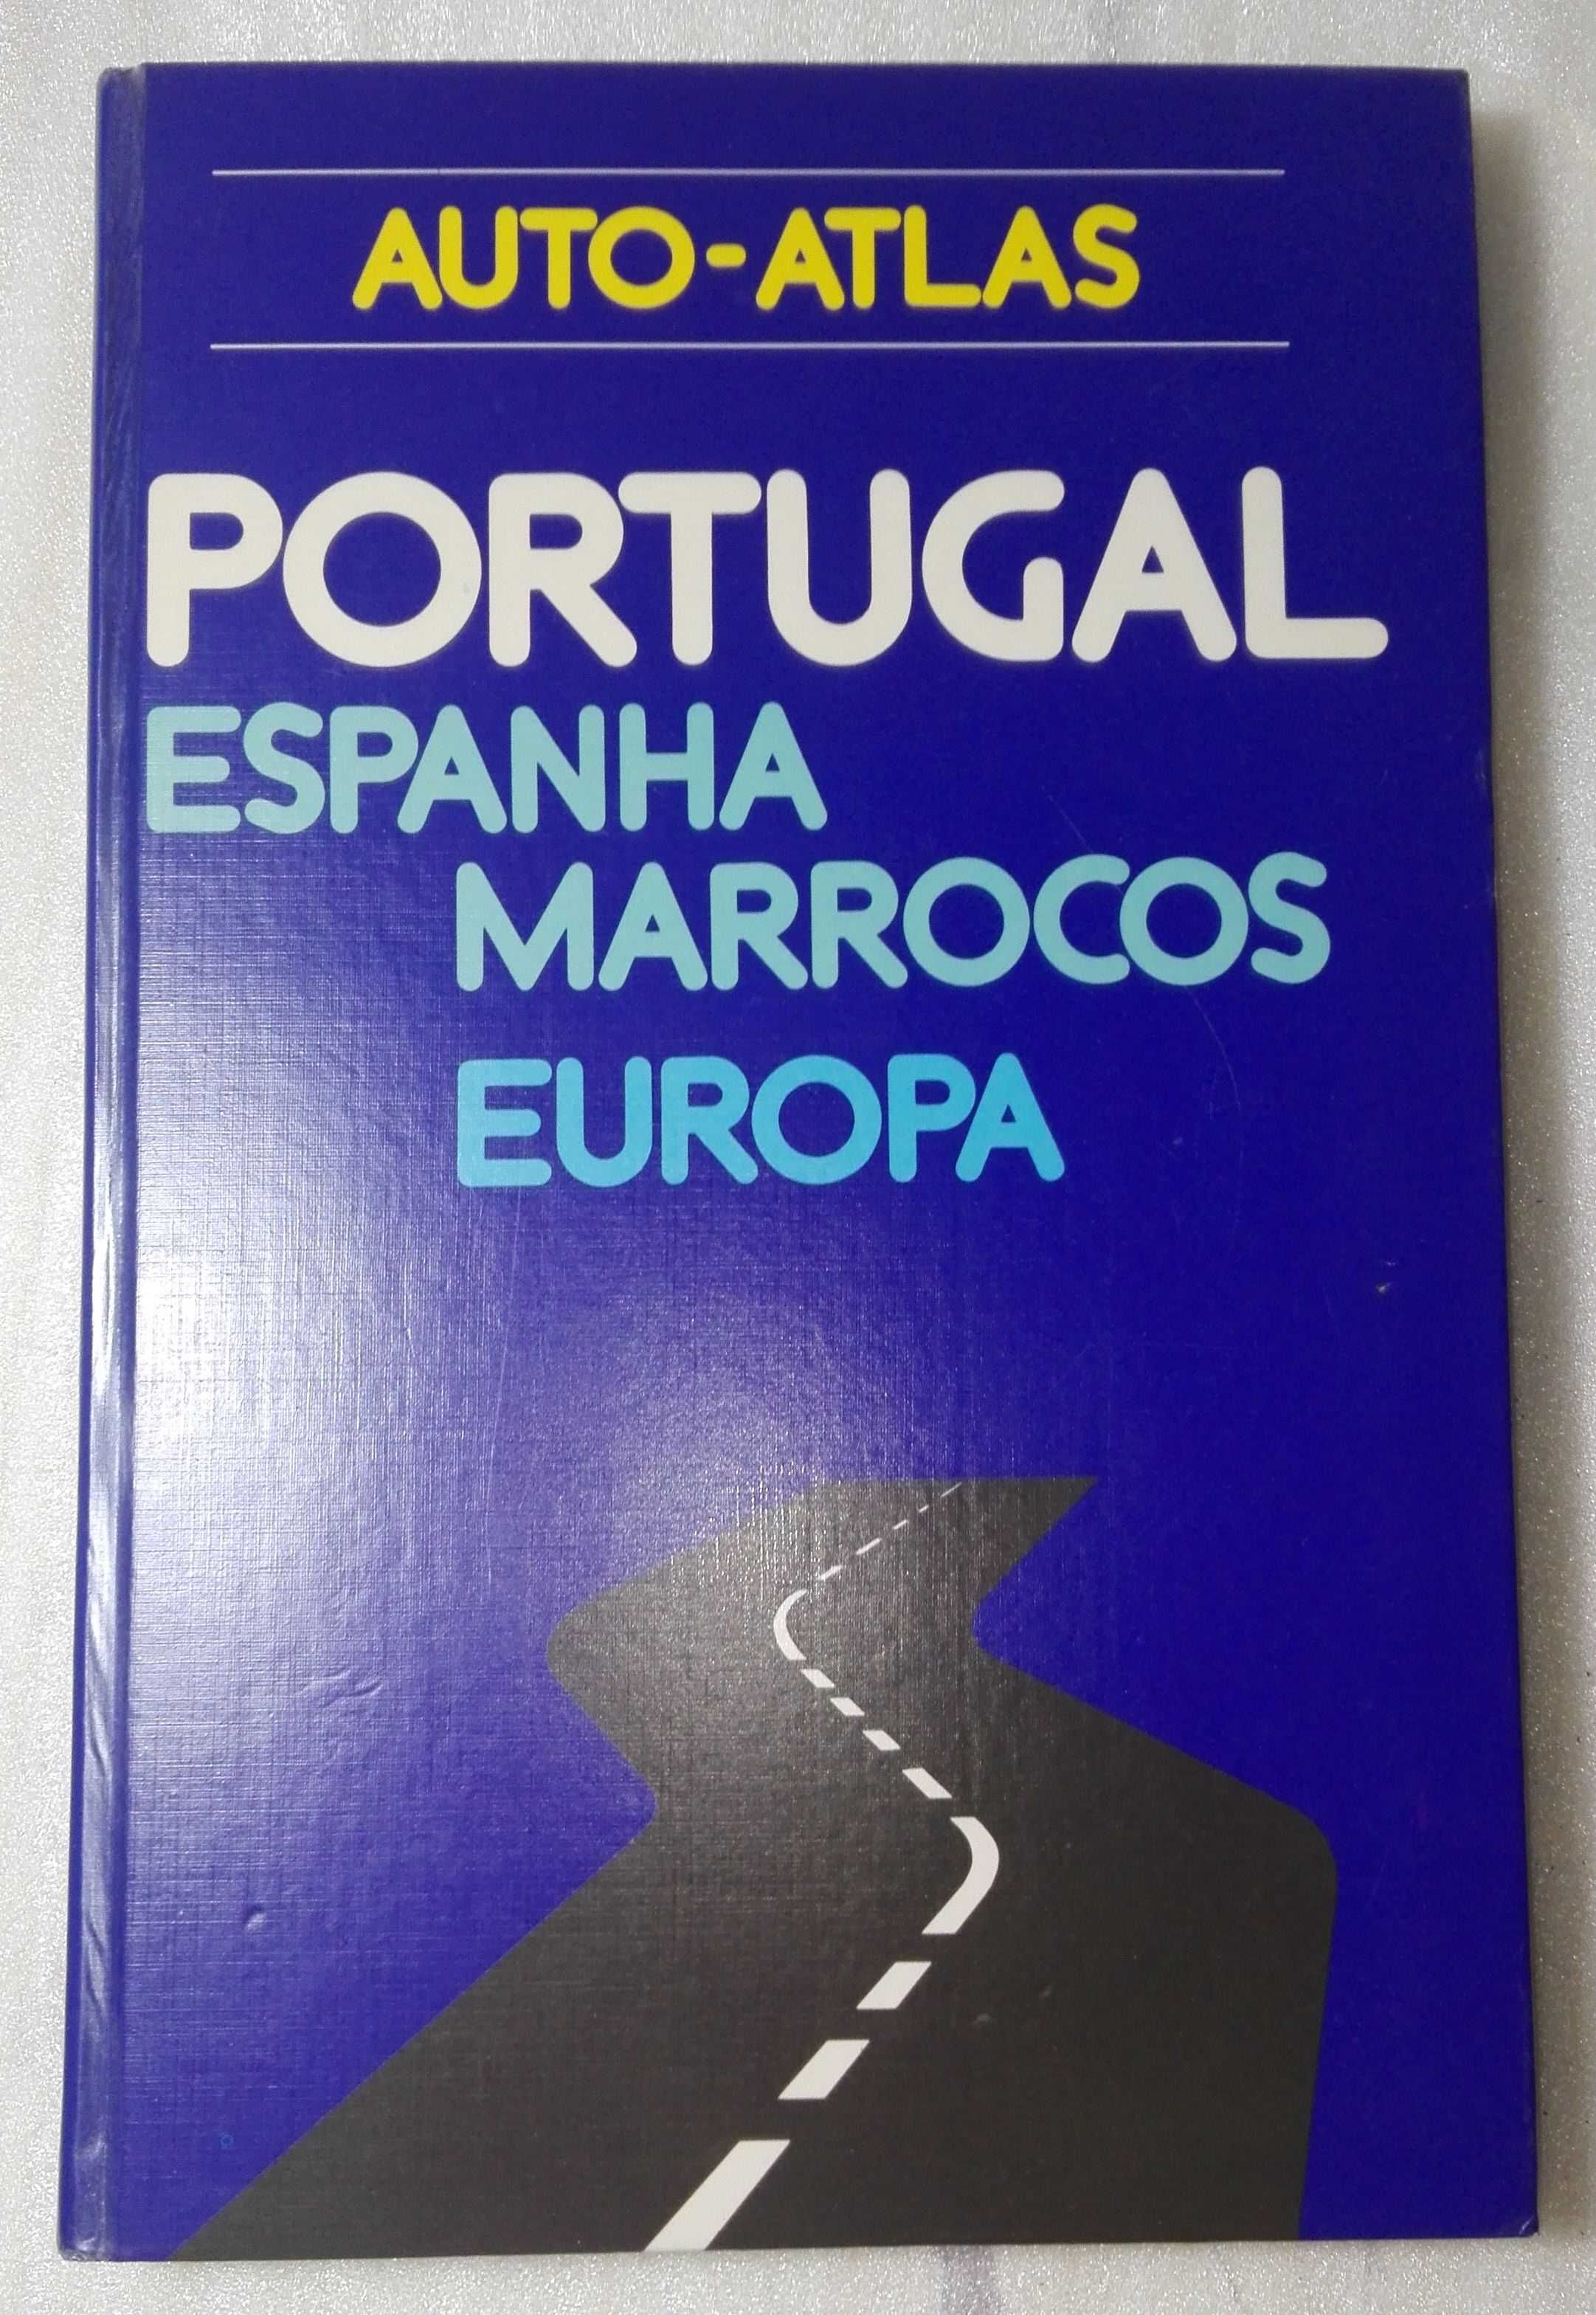 AUTO-ATLAS
PORTUGAL
ESPANHA
MARROCOS
EUROPA